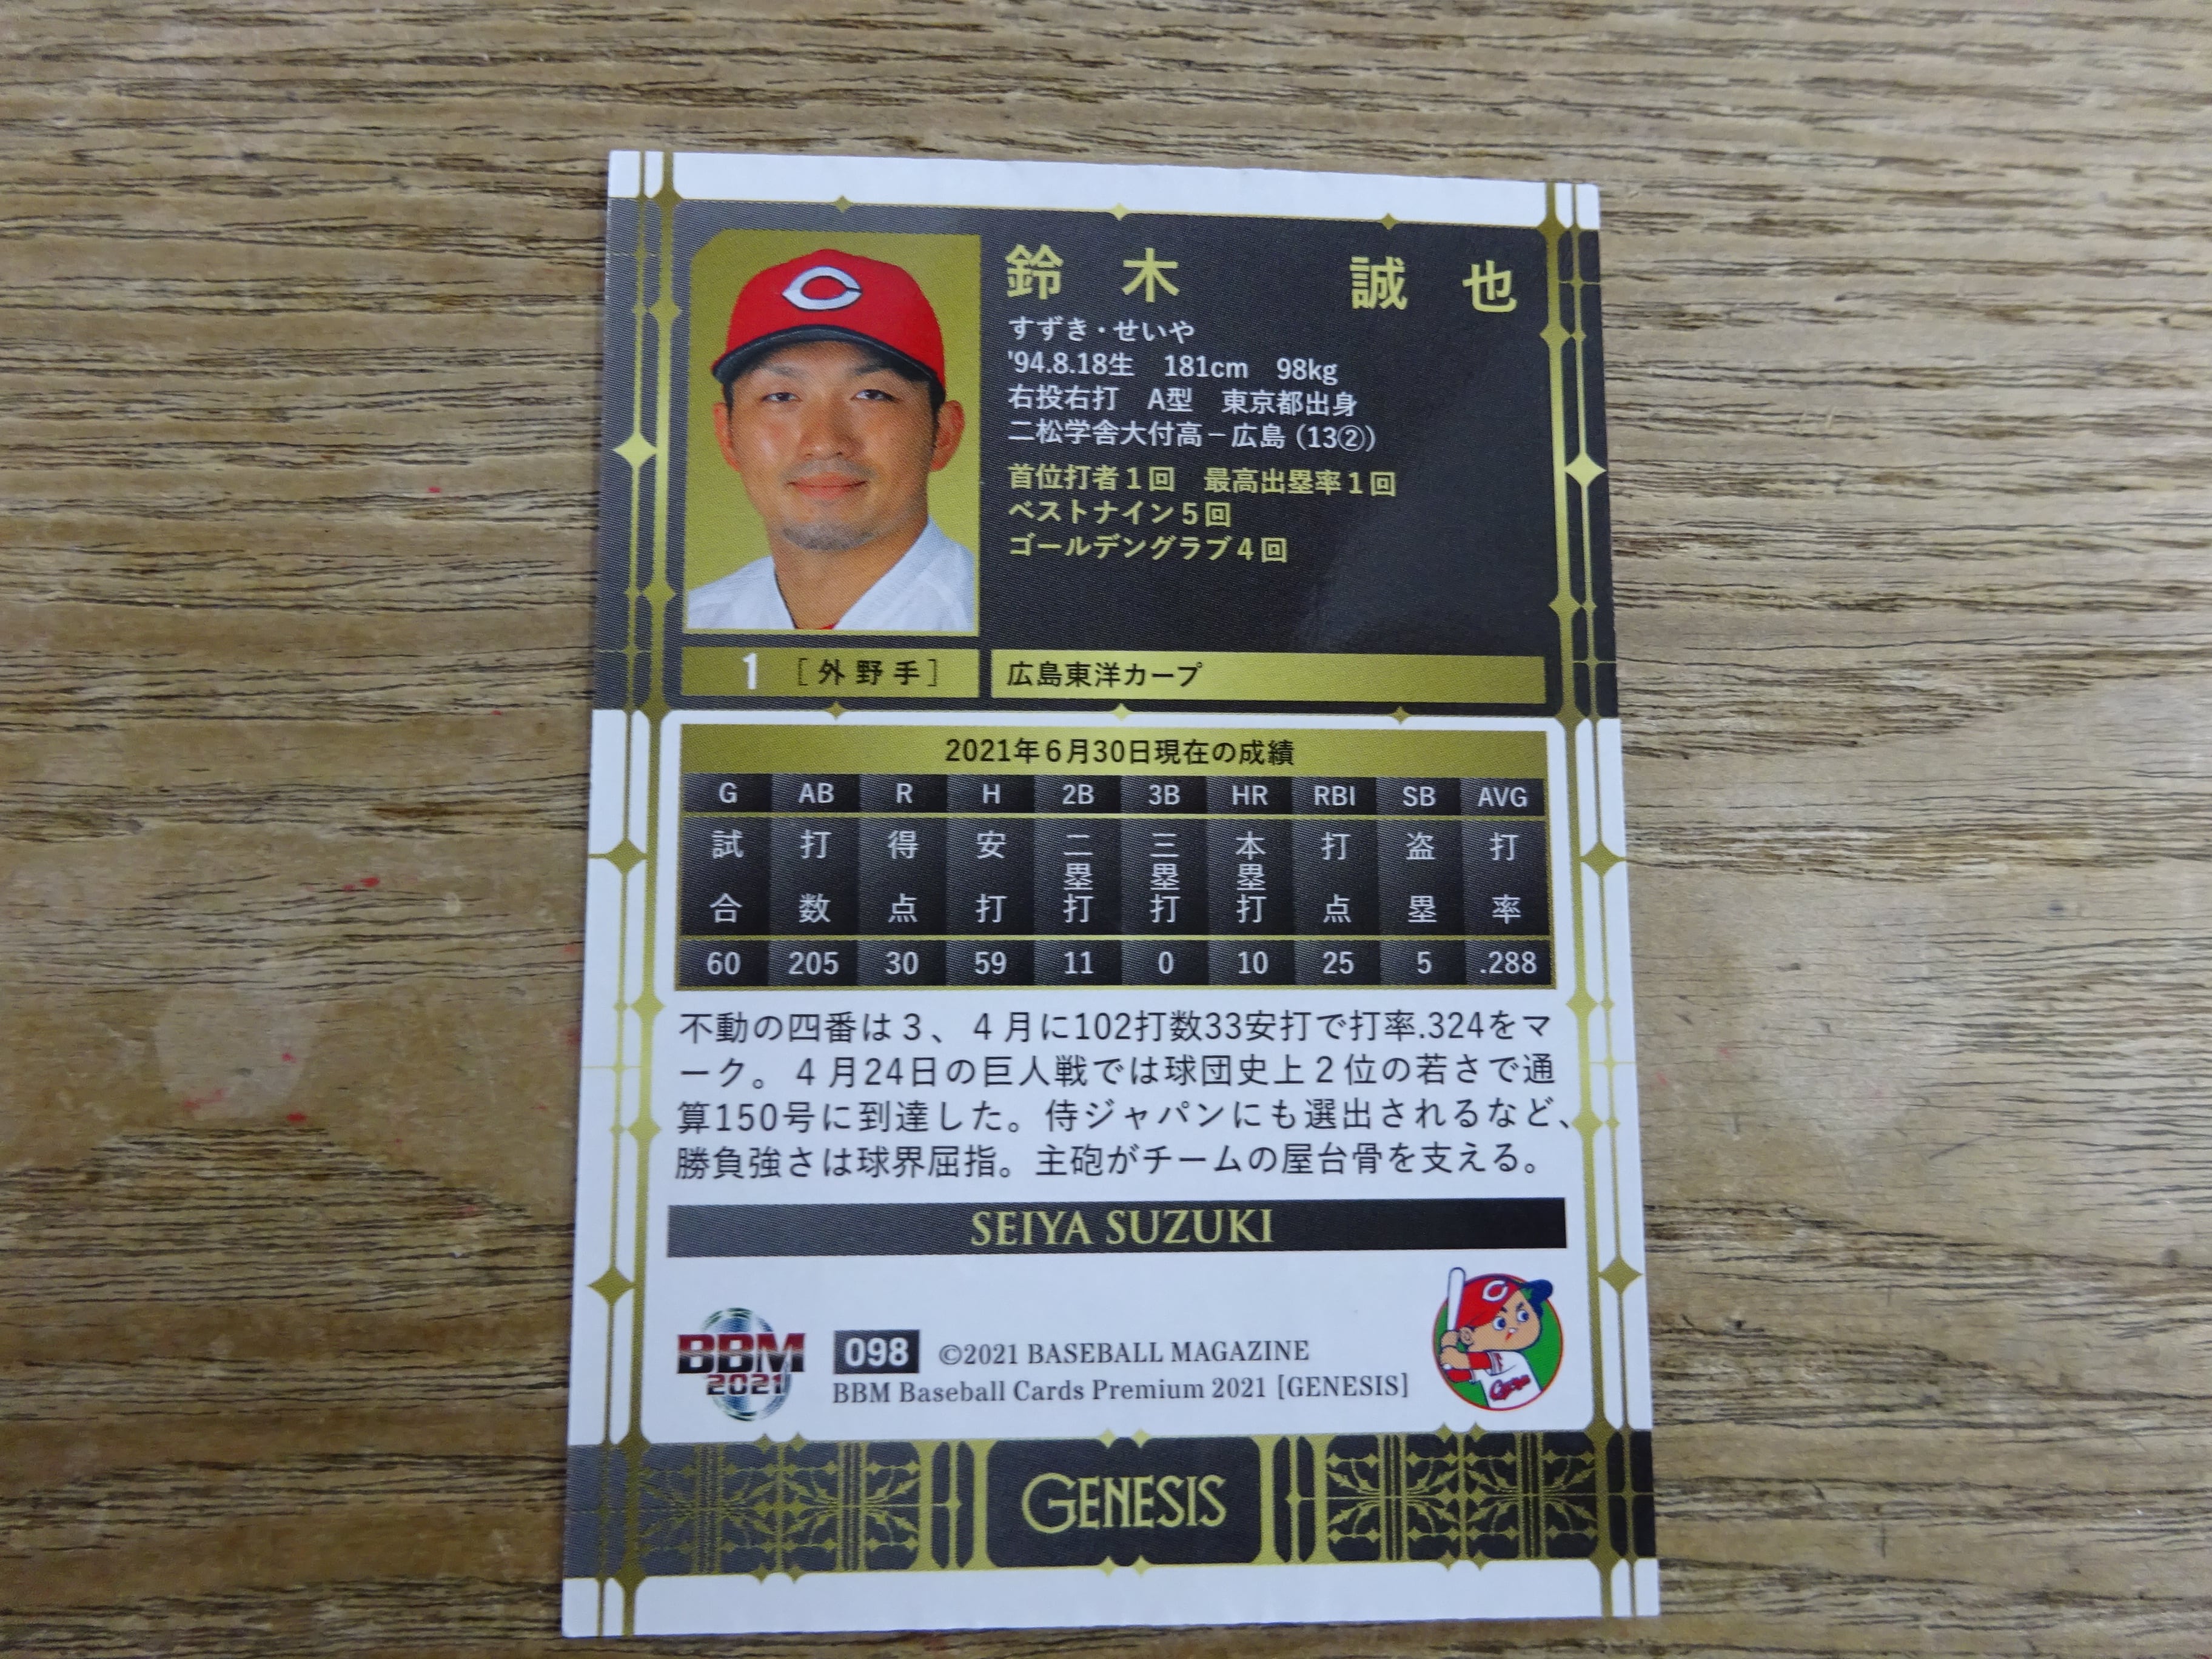 鈴木 誠也
すずき・せいや
'94.8.18生 181cm 98kg
右投右打 A型 東京都出身
二松学舎大付高－広島（13②）
首位打者１回 最高出塁率１回
ベストナイン５回
ゴールデングラブ４回
1 ［外野手］ 広島東洋カープ
2021年６月30日現在の成績
G AB R H 2B 3B HR RBI SB AVG
試合 打数 得点 安打 二塁打 三塁打 本塁打 打点 盗塁 打率
60 205 30 59 11 0 10 25 5 .288
不動の四番は３、４月に102打数33安打で打率.324をマ
ーク。４月24日の巨人戦では球団史上２位の若さで通
算150号に到達した。侍ジャパンにも選出されるなど、
勝負強さは球界屈指。主砲がチームの屋台骨を支える。
SEIYA SUZUKI
BBM
2021
098 ©2021 BASEBALL MAGAZINE
BBM Baseball Cards Premium 2021 [GENESIS]
C
Carp
GENESIS